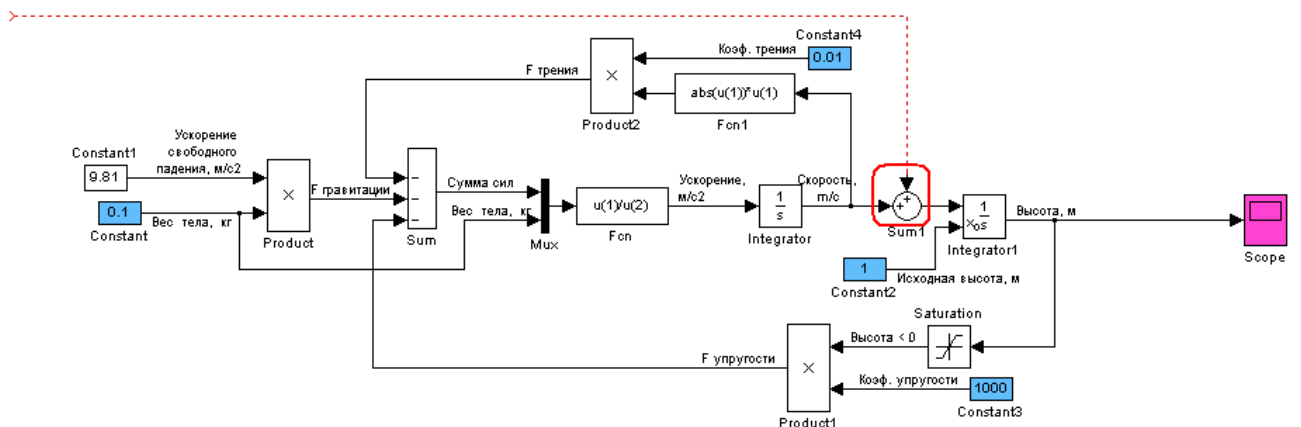 Constant4
Коэф. трения
0.01
F трения
×
abs(u(1))*u(1)
Product2
Fcn1
Ускорение
свободного
падения, м/с2
Constant1
9.81
×
F гравитации
Сумма сил
Ускорение,
м/с2
Скорость,
m/c
0.1
Вес тела, кг
Constant
Product
Sum
Вес тела, кг
Mux
u(1)/u(2)
Fcn
1
s
Integrator
+
+
Sum1
1
xos
Высота, м
Integrator1
Scope
1
Исходная высота, м
Constant2
Saturation
Высота < 0
F упругости
×
Коэф. упругости
1000
Constant3
Product1